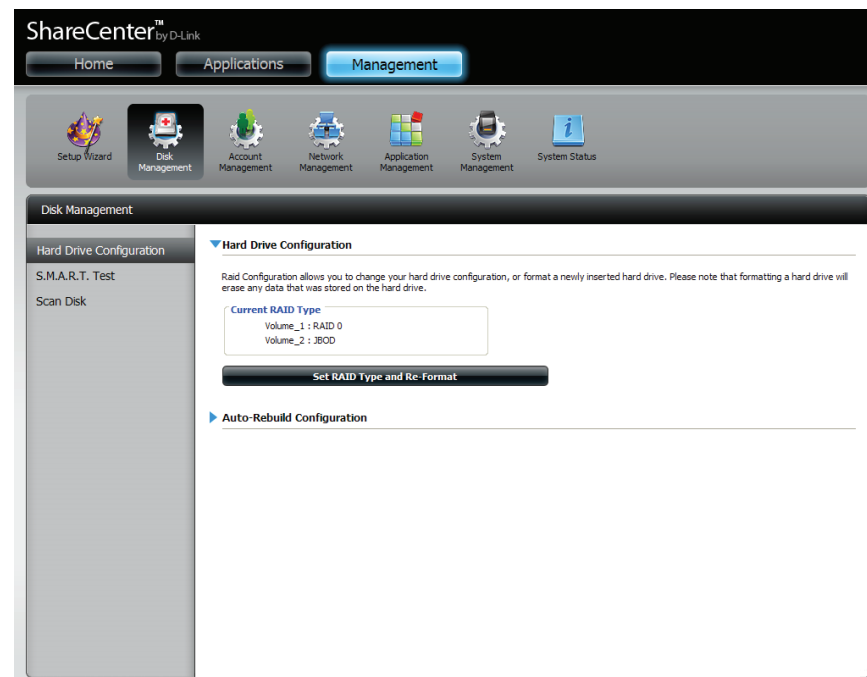 ShareCenter™ by D-Link
Home Applications Management
Setup Wizard
Disk Management
Account Management
Network Management
Application Management
System Management
System Status
Disk Management
Hard Drive Configuration
S.M.A.R.T. Test
Scan Disk
Hard Drive Configuration
Raid Configuration allows you to change your hard drive configuration, or format a newly inserted hard drive. Please note that formatting a hard drive will
erase any data that was stored on the hard drive.
Current RAID Type
Volume_1 : RAID 0
Volume_2 : JBOD
Set RAID Type and Re-Format
Auto-Rebuild Configuration